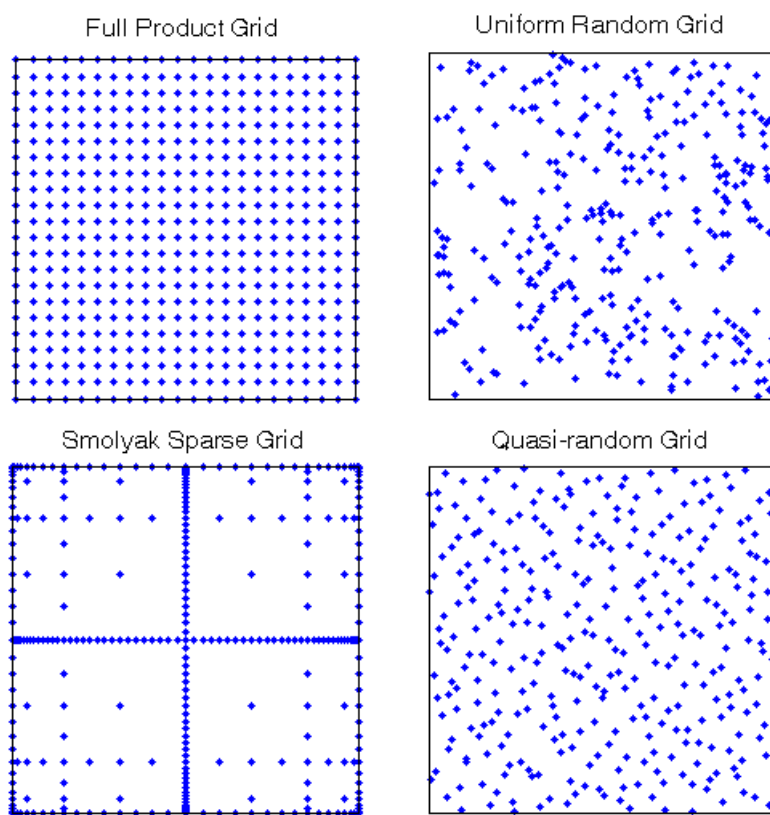 Full Product Grid
Uniform Random Grid
Smolyak Sparse Grid
Quasi-random Grid